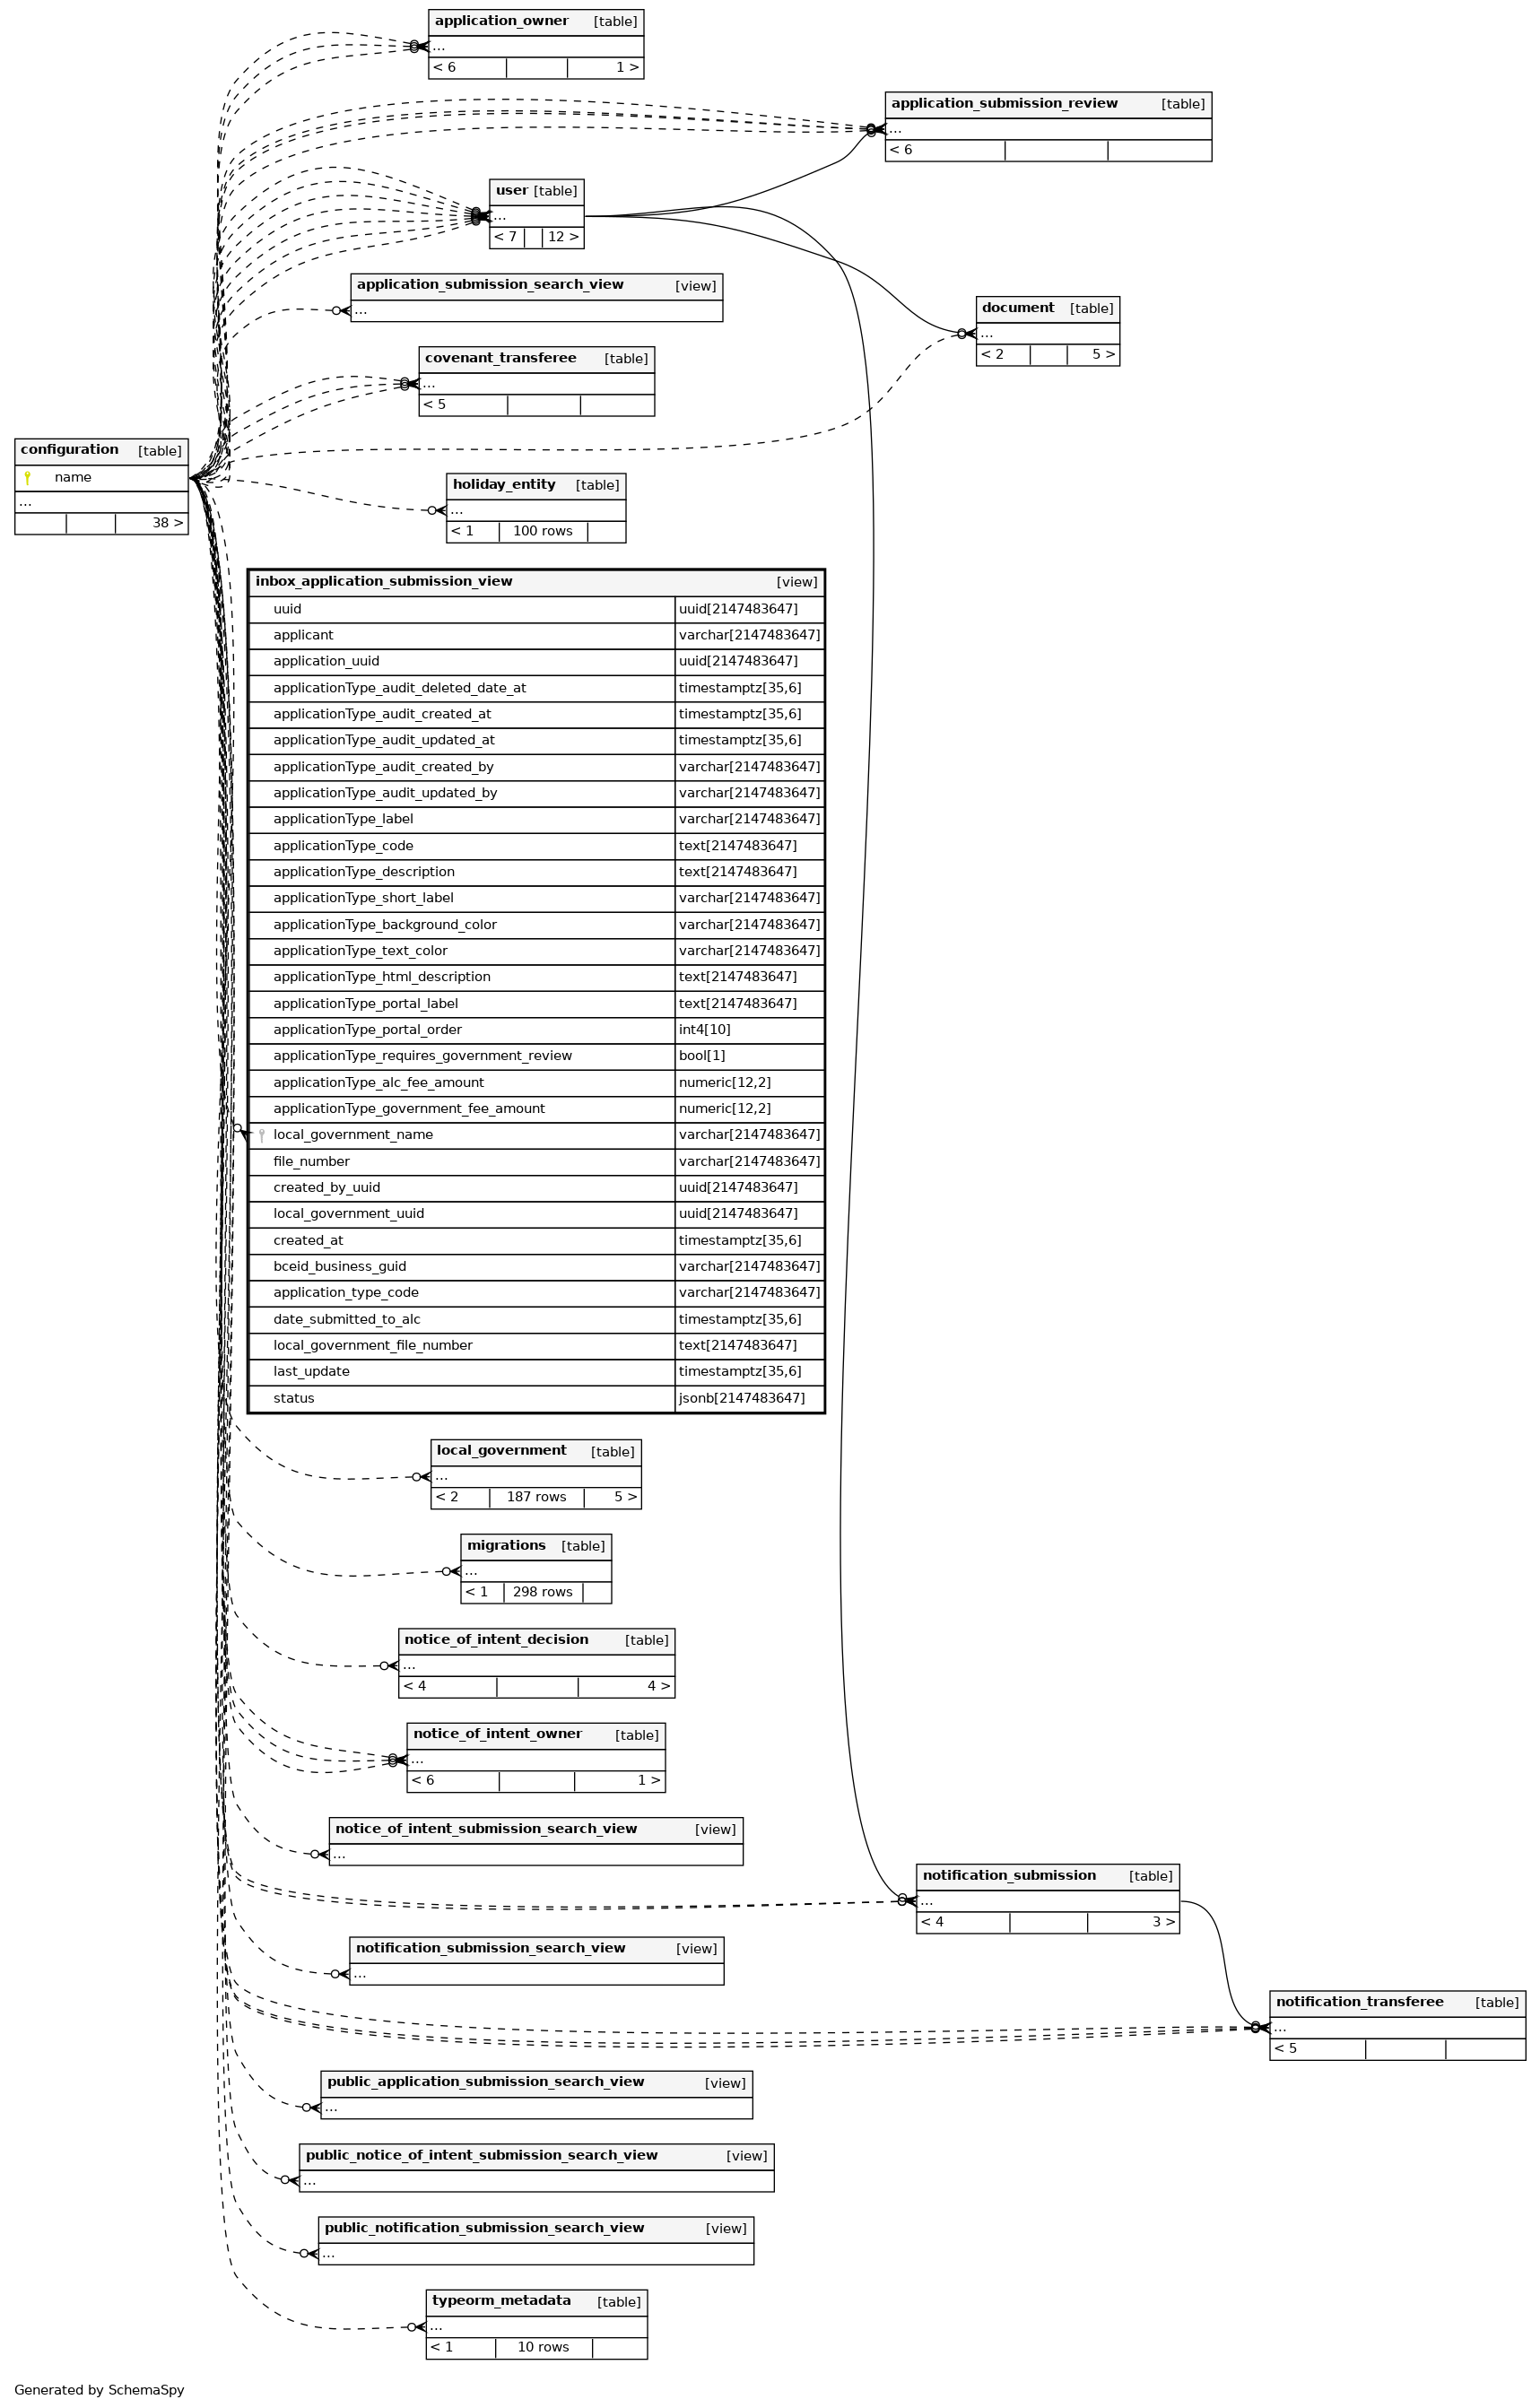 application_owner [table]
...
< 6 1 >
application_submission_review [table]
...
< 6
user [table]
...
< 7 12 >
application_submission_search_view [view]
...
document [table]
...
< 2 5 >
covenant_transferee [table]
...
< 5
configuration [table]
name
...
38 >
holiday_entity [table]
...
< 1 100 rows
inbox_application_submission_view [view]
uuid uuid[2147483647]
applicant varchar[2147483647]
application_uuid uuid[2147483647]
applicationType_audit_deleted_date_at timestamptz[35,6]
applicationType_audit_created_at timestamptz[35,6]
applicationType_audit_updated_at timestamptz[35,6]
applicationType_audit_created_by varchar[2147483647]
applicationType_audit_updated_by varchar[2147483647]
applicationType_label varchar[2147483647]
applicationType_code text[2147483647]
applicationType_description text[2147483647]
applicationType_short_label varchar[2147483647]
applicationType_background_color varchar[2147483647]
applicationType_text_color varchar[2147483647]
applicationType_html_description text[2147483647]
applicationType_portal_label text[2147483647]
applicationType_portal_order int4[10]
applicationType_requires_government_review bool[1]
applicationType_alc_fee_amount numeric[12,2]
applicationType_government_fee_amount numeric[12,2]
local_government_name varchar[2147483647]
file_number varchar[2147483647]
created_by_uuid uuid[2147483647]
local_government_uuid uuid[2147483647]
created_at timestamptz[35,6]
bceid_business_guid varchar[2147483647]
application_type_code varchar[2147483647]
date_submitted_to_alc timestamptz[35,6]
local_government_file_number text[2147483647]
last_update timestamptz[35,6]
status jsonb[2147483647]
local_government [table]
...
< 2 187 rows 5 >
migrations [table]
...
< 1 298 rows
notice_of_intent_decision [table]
...
< 4 4 >
notice_of_intent_owner [table]
...
< 6 1 >
notice_of_intent_submission_search_view [view]
...
notification_submission [table]
...
< 4 3 >
notification_submission_search_view [view]
...
notification_transferee [table]
...
< 5
public_application_submission_search_view [view]
...
public_notice_of_intent_submission_search_view [view]
...
public_notification_submission_search_view [view]
...
typeorm_metadata [table]
...
< 1 10 rows
Generated by SchemaSpy